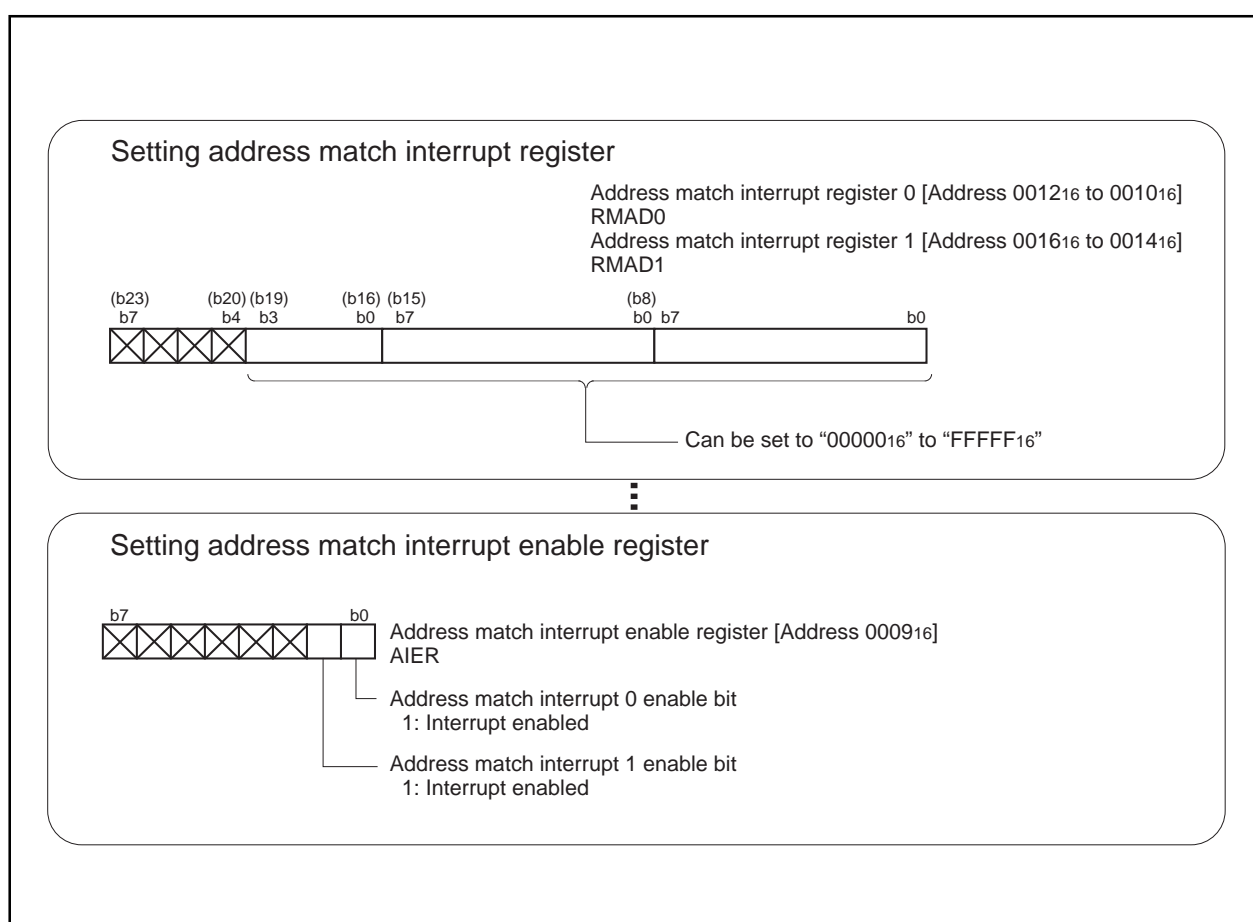 Setting address match interrupt register
Address match interrupt register 0 [Address 001216 to 001016]
RMAD0
Address match interrupt register 1 [Address 001616 to 001416]
RMAD1
(b23) (b20) (b19) (b16) (b15) (b8)
b7 b4 b3 b0 b7 b0 b7 b0
Can be set to “0000016” to “FFFFF16”
Setting address match interrupt enable register
b7 b0
Address match interrupt enable register [Address 000916]
AIER
Address match interrupt 0 enable bit
1: Interrupt enabled
Address match interrupt 1 enable bit
1: Interrupt enabled